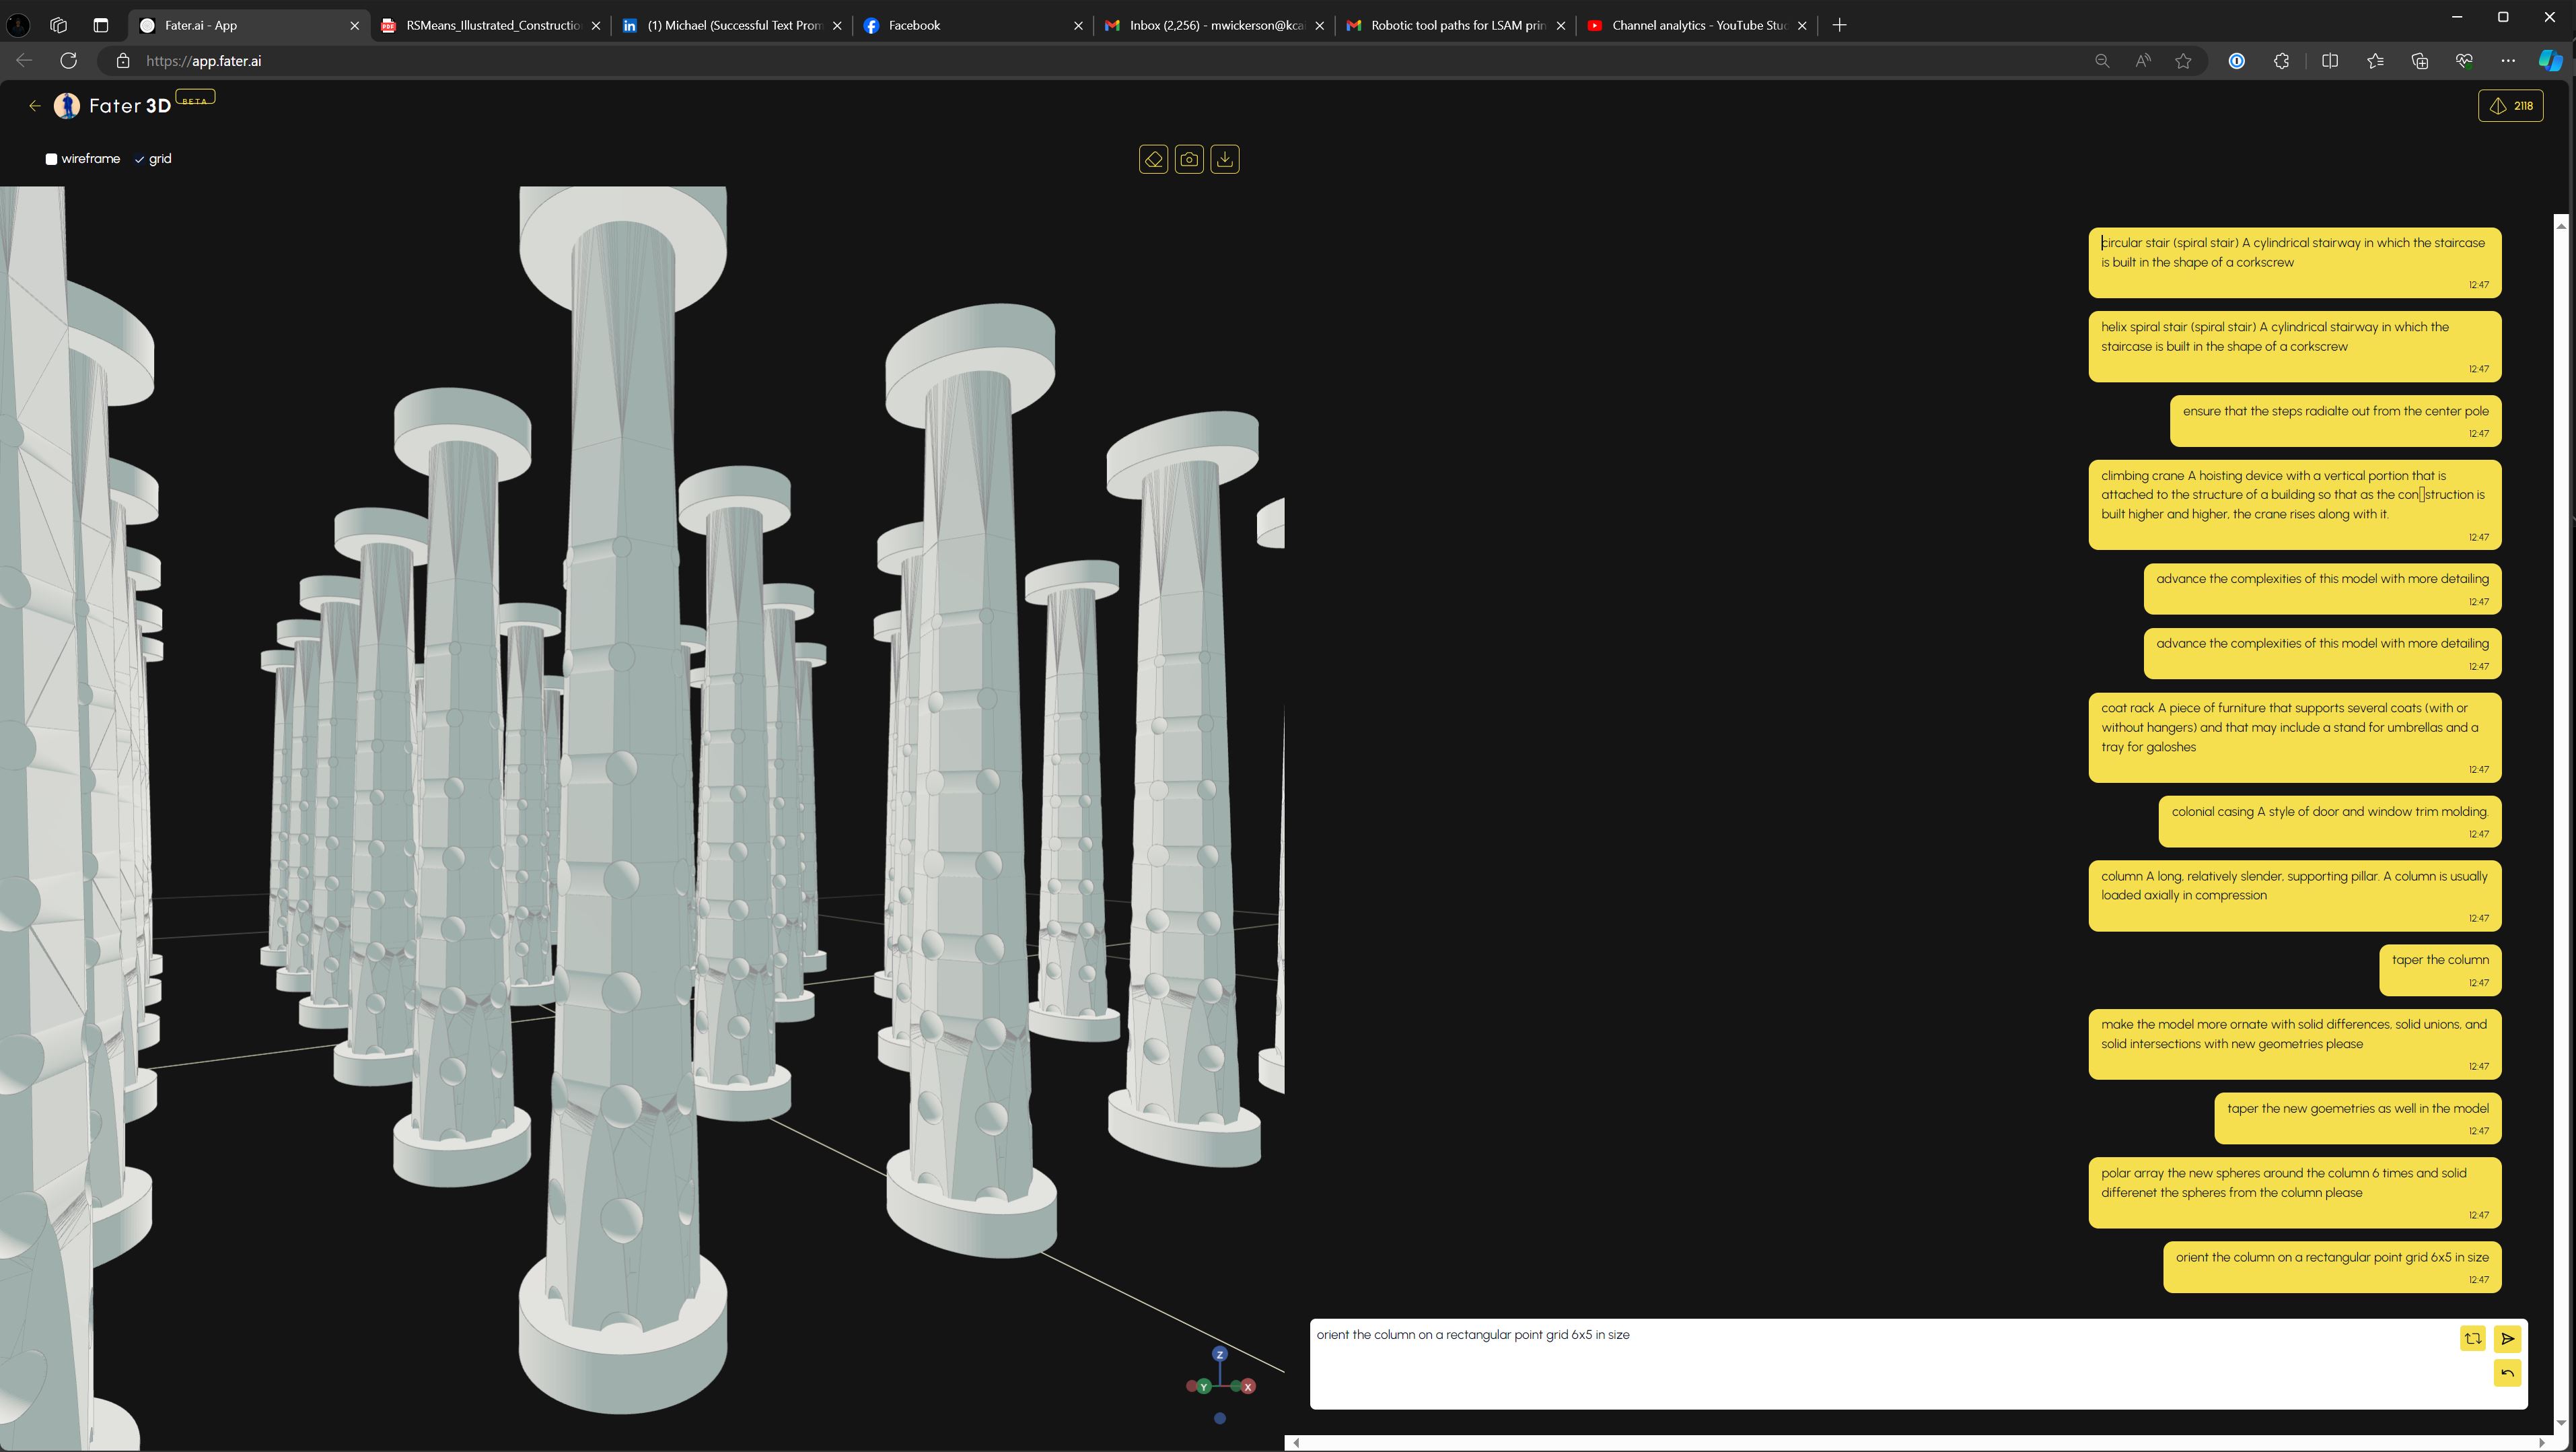 Fater.ai - App
RSMeans_Illustrated_Constructio
(1) Michael (Successful Text Prom
Facebook
Inbox (2,256) - mwickerson@kcai
Robotic tool paths for LSAM prin
Channel analytics - YouTube Stud
https://app.fater.ai
Fater 3D BETA
2118
wireframe grid
circular stair (spiral stair) A cylindrical stairway in which the staircase
is built in the shape of a corkscrew
12:47
helix spiral stair (spiral stair) A cylindrical stairway in which the
staircase is built in the shape of a corkscrew
12:47
ensure that the steps radialte out from the center pole
12:47
climbing crane A hoisting device with a vertical portion that is
attached to the structure of a building so that as the con▯struction is
built higher and higher, the crane rises along with it.
12:47
advance the complexities of this model with more detailing
12:47
advance the complexities of this model with more detailing
12:47
coat rack A piece of furniture that supports several coats (with or
without hangers) and that may include a stand for umbrellas and a
tray for galoshes
12:47
colonial casing A style of door and window trim molding.
12:47
column A long, relatively slender, supporting pillar. A column is usually
loaded axially in compression
12:47
taper the column
12:47
make the model more ornate with solid differences, solid unions, and
solid intersections with new geometries please
12:47
taper the new goemetries as well in the model
12:47
polar array the new spheres around the column 6 times and solid
differenet the spheres from the column please
12:47
orient the column on a rectangular point grid 6x5 in size
12:47
orient the column on a rectangular point grid 6x5 in size
Z
Y
X